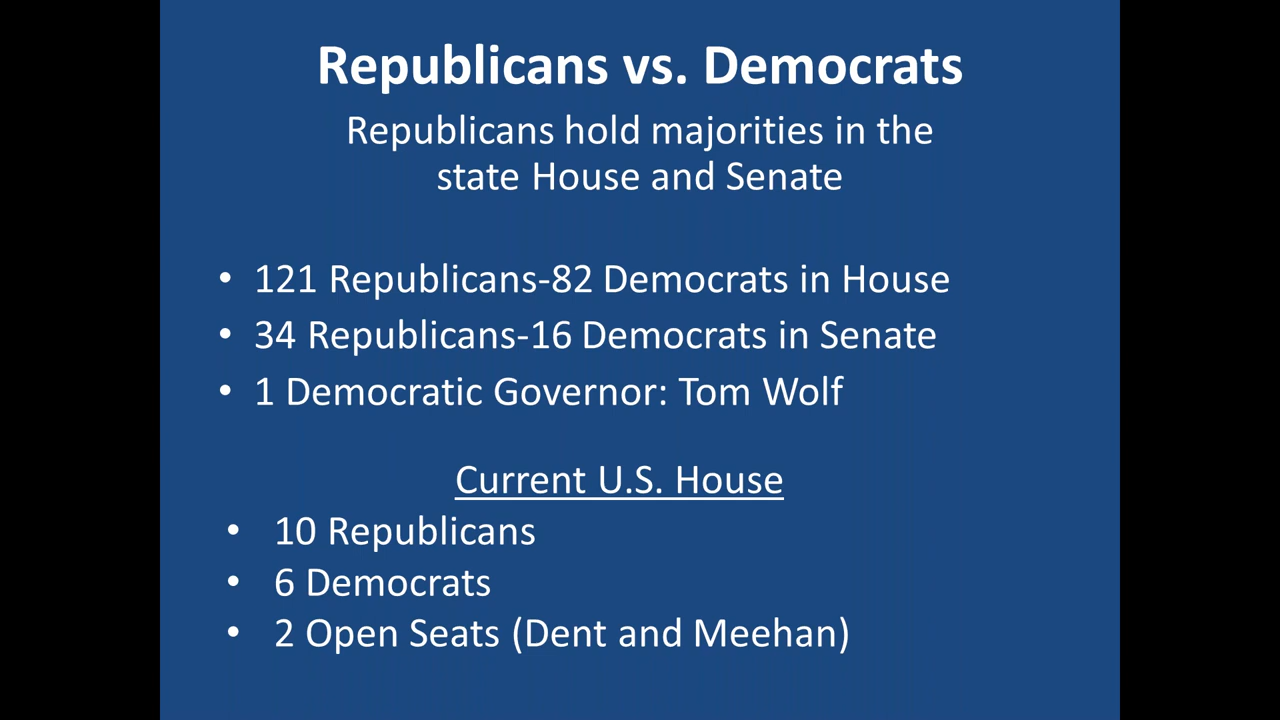 Republicans vs. Democrats
Republicans hold majorities in the
state House and Senate
• 121 Republicans-82 Democrats in House
• 34 Republicans-16 Democrats in Senate
• 1 Democratic Governor: Tom Wolf
Current U.S. House
• 10 Republicans
• 6 Democrats
• 2 Open Seats (Dent and Meehan)